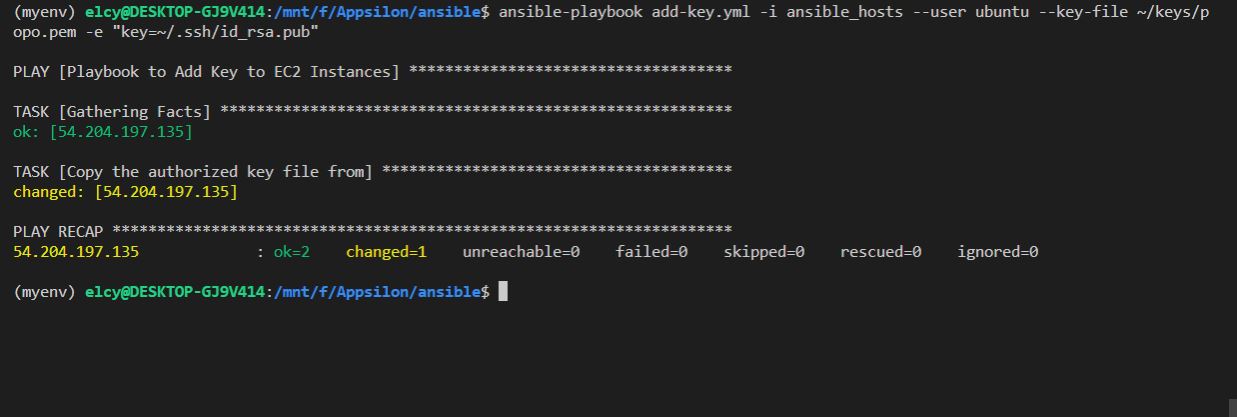 (myenv) elcy@DESKTOP-GJ9V414:/mnt/f/Appsilon/ansible$ ansible-playbook add-key.yml -i ansible_hosts --user ubuntu --key-file ~/keys/p
opo.pem -e "key=~/.ssh/id_rsa.pub"
PLAY [Playbook to Add Key to EC2 Instances] ************************************
TASK [Gathering Facts] *********************************************************
ok: [54.204.197.135]
TASK [Copy the authorized key file from] ***************************************
changed: [54.204.197.135]
PLAY RECAP *********************************************************************
54.204.197.135             : ok=2    changed=1    unreachable=0    failed=0    skipped=0    rescued=0    ignored=0
(myenv) elcy@DESKTOP-GJ9V414:/mnt/f/Appsilon/ansible$